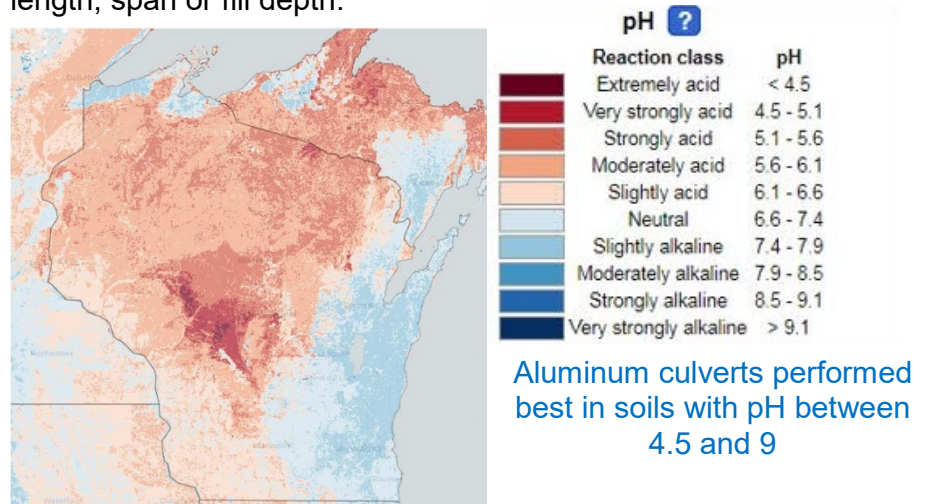 length, span or fill depth.
pH ?
Reaction class pH
Extremely acid < 4.5
Very strongly acid 4.5 - 5.1
Strongly acid 5.1 - 5.6
Moderately acid 5.6 - 6.1
Slightly acid 6.1 - 6.6
Neutral 6.6 - 7.4
Slightly alkaline 7.4 - 7.9
Moderately alkaline 7.9 - 8.5
Strongly alkaline 8.5 - 9.1
Very strongly alkaline > 9.1
Duluth
Rochester
Madison
Waterloo
Aluminum culverts performed
best in soils with pH between
4.5 and 9